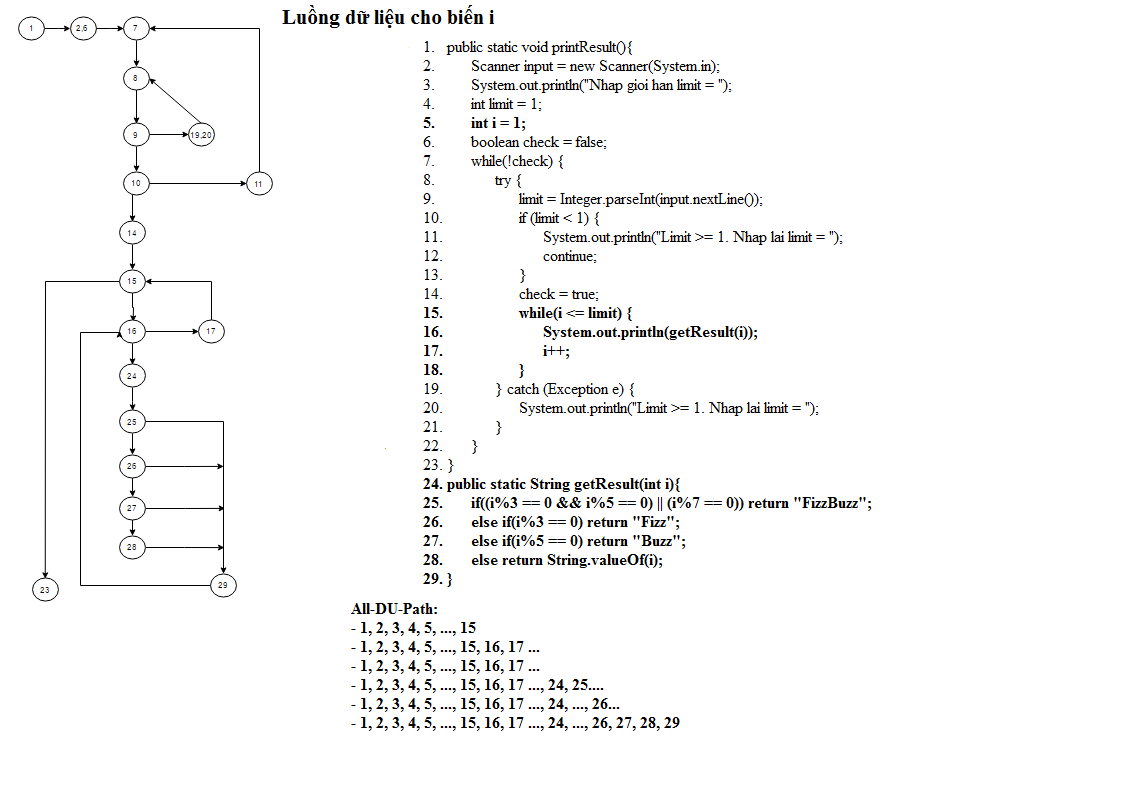 Luồng dữ liệu cho biến i
1
2,6
7
8
9
19,20
10
11
14
15
16
17
24
25
26
27
28
23
29
1. public static void printResult(){
2. Scanner input = new Scanner(System.in);
3. System.out.println("Nhap gioi han limit = ");
4. int limit = 1;
5. int i = 1;
6. boolean check = false;
7. while(!check) {
8. try {
9. limit = Integer.parseInt(input.nextLine());
10. if (limit < 1) {
11. System.out.println("Limit >= 1. Nhap lai limit = ");
12. continue;
13. }
14. check = true;
15. while(i <= limit) {
16. System.out.println(getResult(i));
17. i++;
18. }
19. } catch (Exception e) {
20. System.out.println("Limit >= 1. Nhap lai limit = ");
21. }
22. }
23. }
24. public static String getResult(int i){
25. if((i%3 == 0 && i%5 == 0) || (i%7 == 0)) return "FizzBuzz";
26. else if(i%3 == 0) return "Fizz";
27. else if(i%5 == 0) return "Buzz";
28. else return String.valueOf(i);
29. }
All-DU-Path:
- 1, 2, 3, 4, 5, ..., 15
- 1, 2, 3, 4, 5, ..., 15, 16, 17 ...
- 1, 2, 3, 4, 5, ..., 15, 16, 17 ...
- 1, 2, 3, 4, 5, ..., 15, 16, 17 ..., 24, 25....
- 1, 2, 3, 4, 5, ..., 15, 16, 17 ..., 24, ..., 26...
- 1, 2, 3, 4, 5, ..., 15, 16, 17 ..., 24, ..., 26, 27, 28, 29